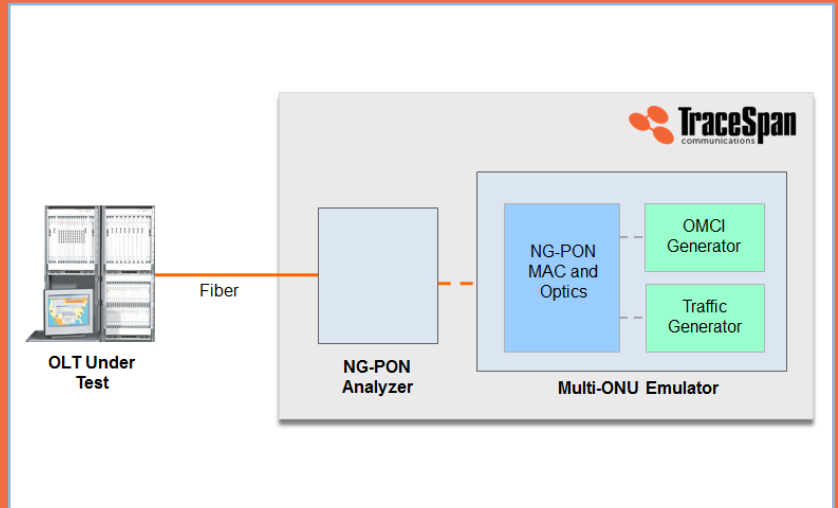 TraceSpan
communications
NG-PON
MAC and
Optics
OMCI
Generator
Traffic
Generator
Fiber
OLT Under
Test
NG-PON
Analyzer
Multi-ONU Emulator